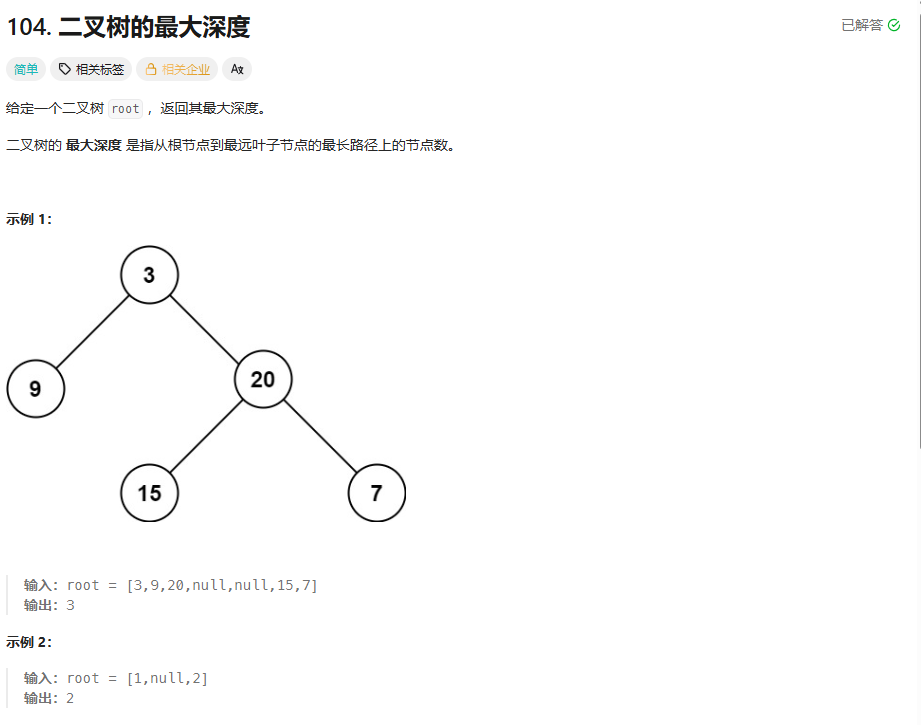 104. 二叉树的最大深度
已解答
简单 相关标签 相关企业 Aא
给定一个二叉树 root ，返回其最大深度。
二叉树的 最大深度 是指从根节点到最远叶子节点的最长路径上的节点数。
示例 1：
3
9
20
15
7
输入：root = [3,9,20,null,null,15,7]
输出：3
示例 2：
输入：root = [1,null,2]
输出：2